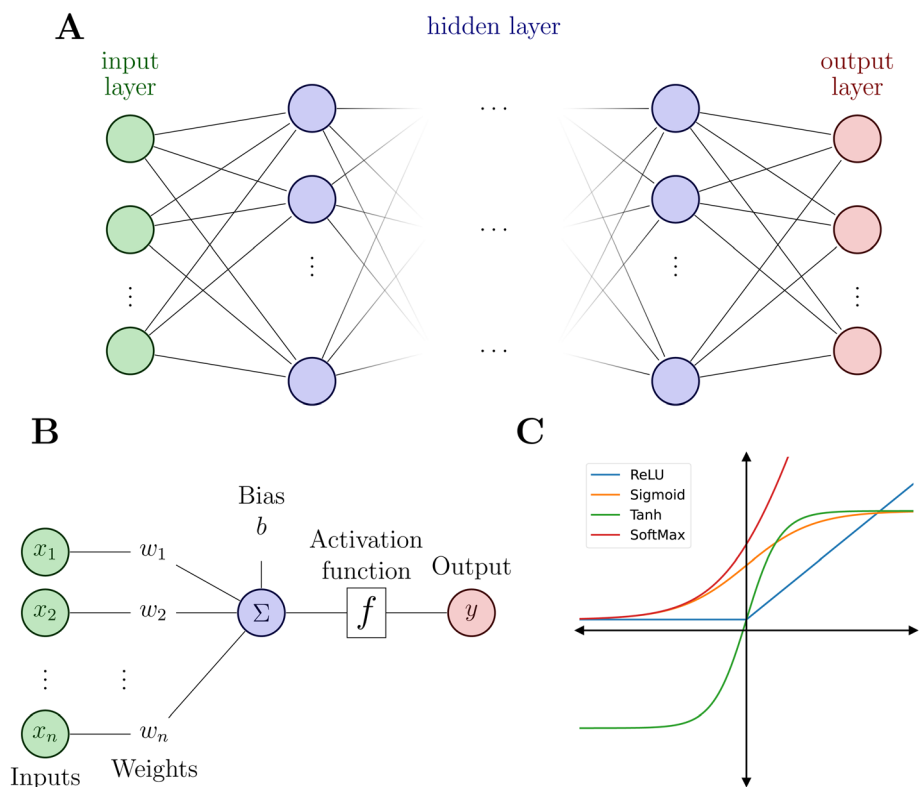 A
hidden layer
input
layer
output
layer
. . .
. . .
. . .
B
Bias
b
Activation
function
Output
x1
w1
x2
w2
Σ
f
y
xn
wn
Inputs
Weights
C
ReLU
Sigmoid
Tanh
SoftMax